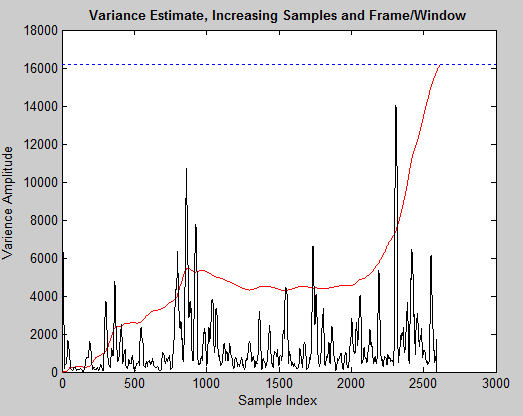 Variance Estimate, Increasing Samples and Frame/Window
18000
16000
14000
12000
10000
8000
6000
4000
2000
0
Varience Amplitude
0 500 1000 1500 2000 2500 3000
Sample Index